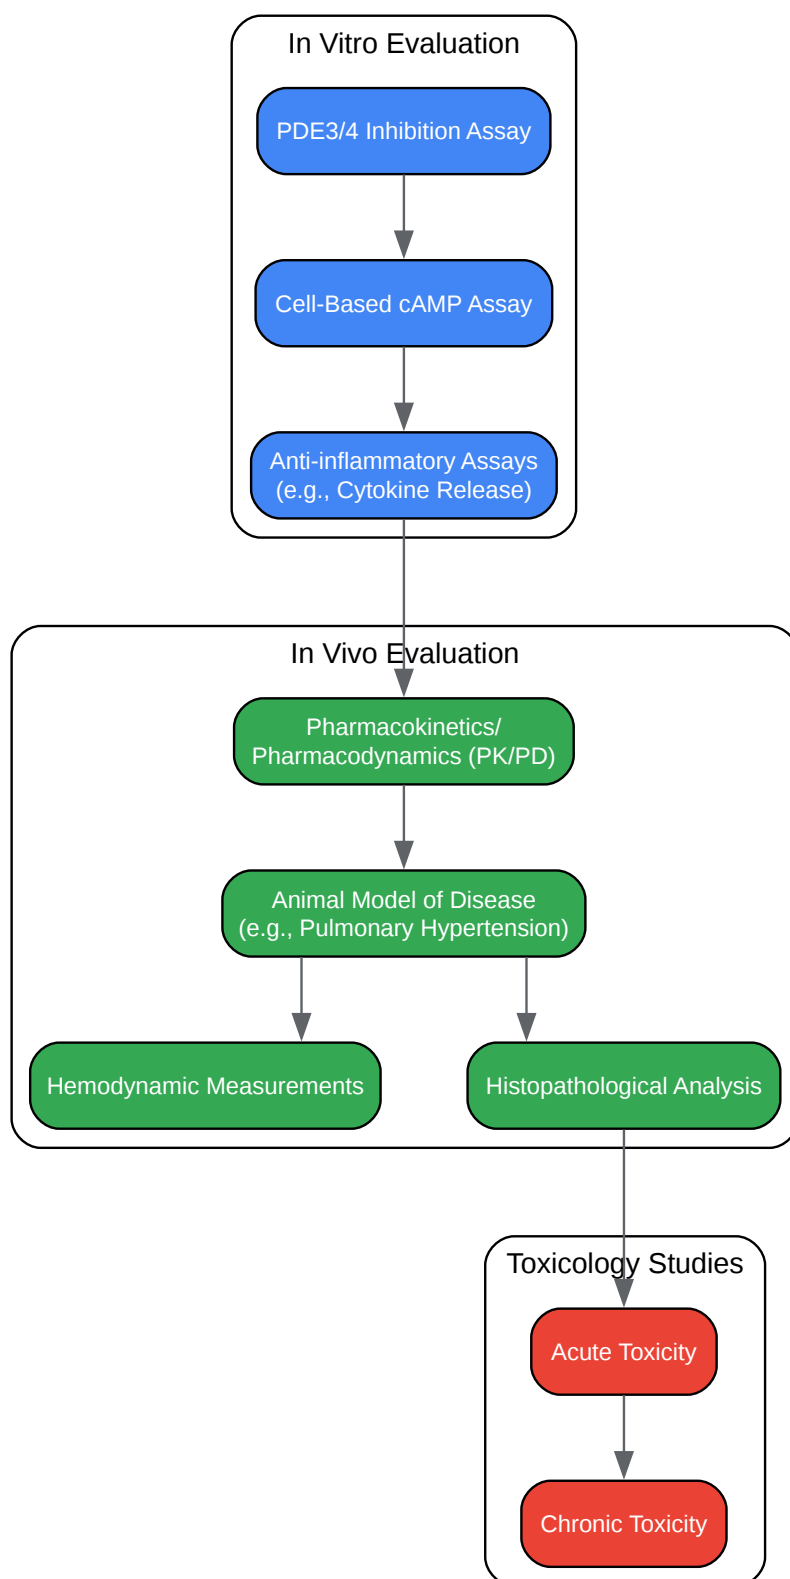 In Vitro Evaluation
PDE3/4 Inhibition Assay
Cell-Based cAMP Assay
Anti-inflammatory Assays
(e.g., Cytokine Release)
In Vivo Evaluation
Pharmacokinetics/
Pharmacodynamics (PK/PD)
Animal Model of Disease
(e.g., Pulmonary Hypertension)
Hemodynamic Measurements
Histopathological Analysis
Toxicology Studies
Acute Toxicity
Chronic Toxicity